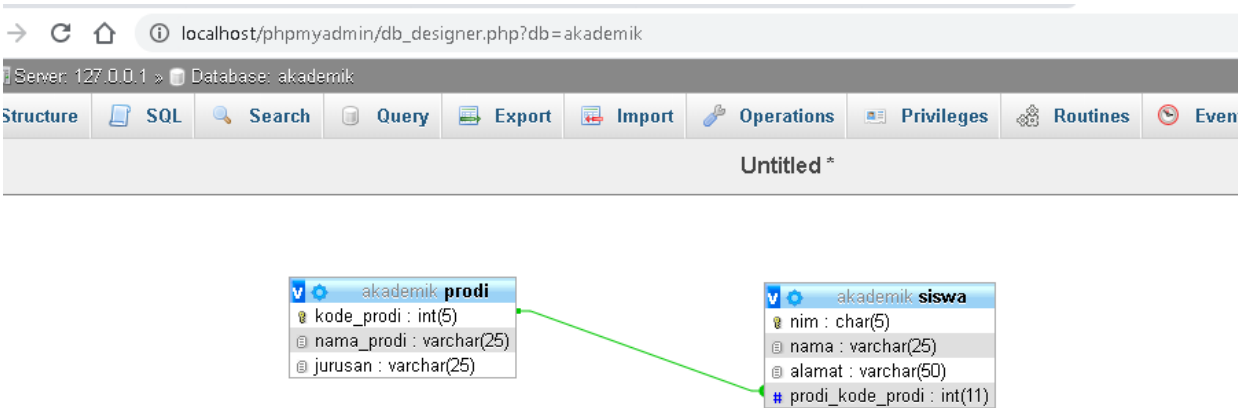 localhost/phpmyadmin/db_designer.php?db=akademik
Server: 127.0.0.1 » Database: akademik
Structure SQL Search Query Export Import Operations Privileges Routines Even
Untitled *
akademik prodi
kode_prodi : int(5)
nama_prodi : varchar(25)
jurusan : varchar(25)
akademik siswa
nim : char(5)
nama : varchar(25)
alamat : varchar(50)
# prodi_kode_prodi : int(11)